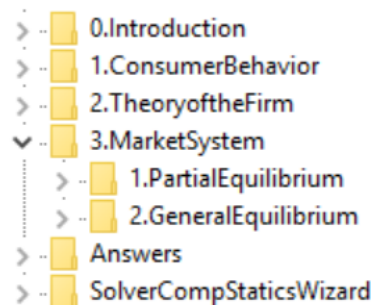 0.Introduction
1.ConsumerBehavior
2.TheoryoftheFirm
3.MarketSystem
1.PartialEquilibrium
2.GeneralEquilibrium
Answers
SolverCompStaticsWizard